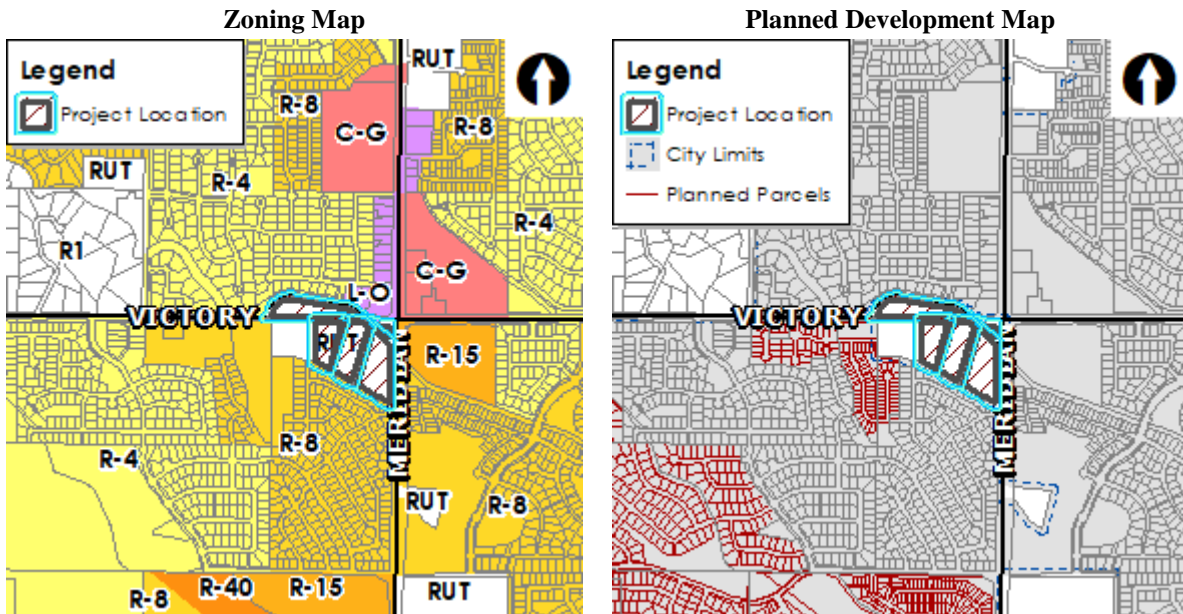 Zoning Map
Legend
Project Location
RUT
R-8
C-G
R-8
RUT
R-4
R-4
R1
C-G
L-O
VICTORY
RUT
R-15
MERIDIAN
R-8
R-4
RUT
R-8
R-40
R-15
R-8
RUT
Planned Development Map
Legend
Project Location
City Limits
Planned Parcels
VICTORY
MERIDIAN